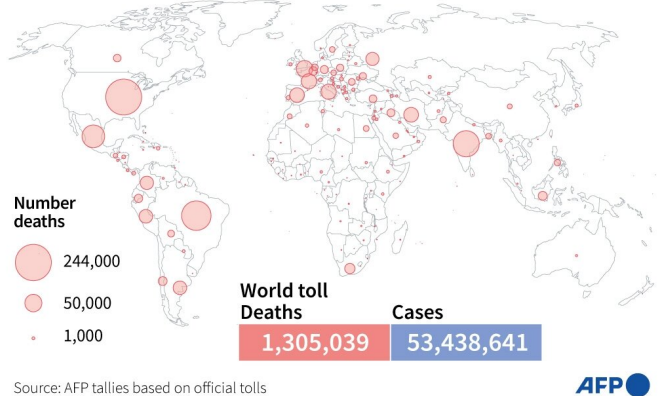 Number
deaths
244,000
50,000
1,000
World toll
Deaths
Cases
1,305,039
53,438,641
Source: AFP tallies based on official tolls
AFP